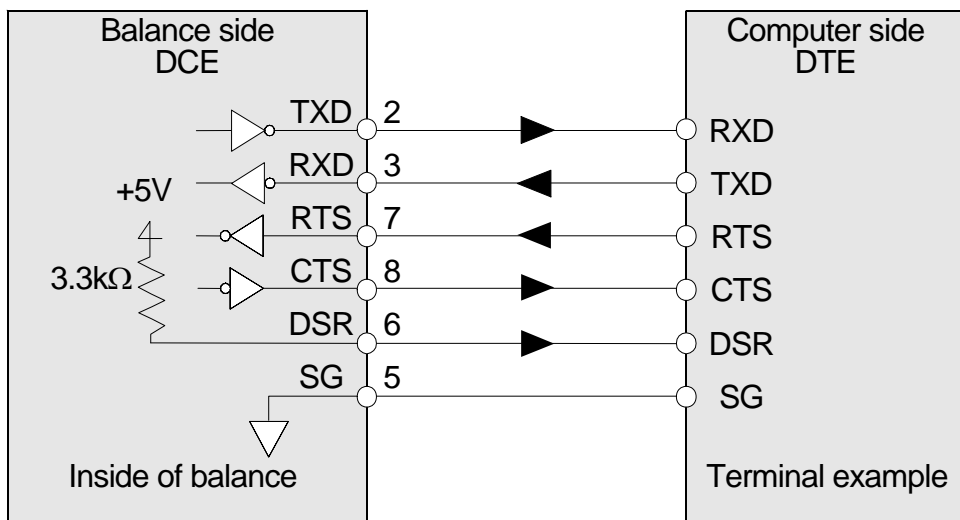 Balance side
DCE
Computer side
DTE
TXD 2 RXD
RXD 3 TXD
+5V
RTS 7 RTS
3.3kΩ
CTS 8 CTS
DSR 6 DSR
SG 5 SG
Inside of balance
Terminal example